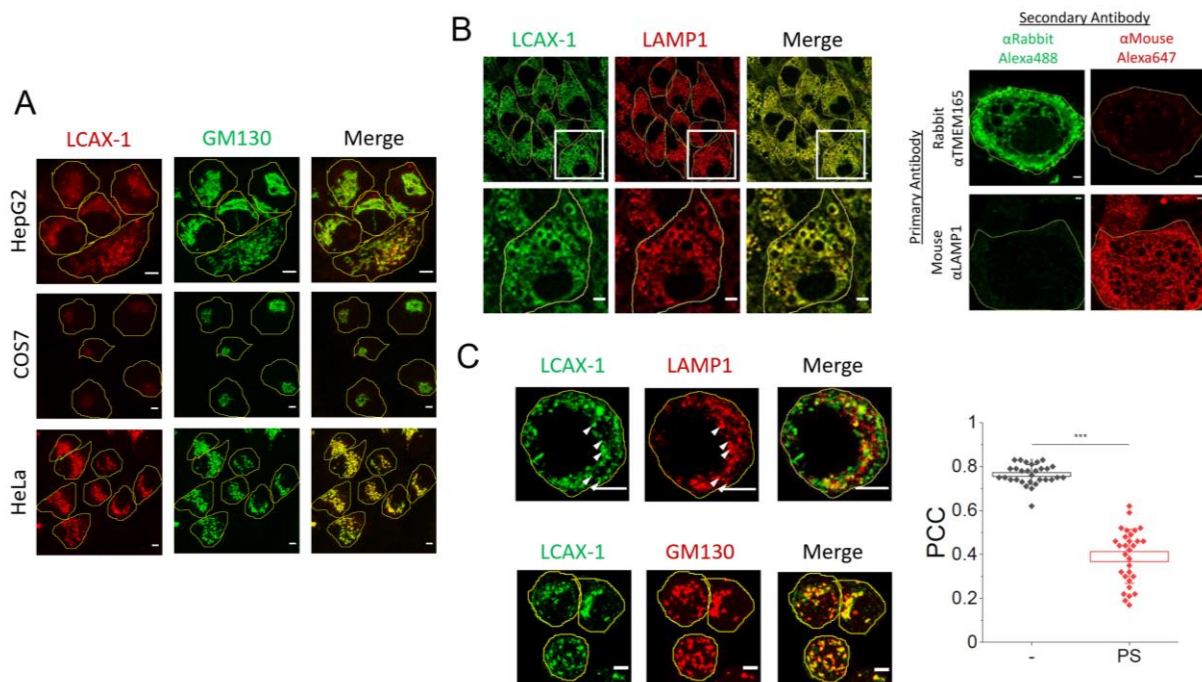 A
LCAX-1 GM130 Merge
HepG2
COS7
HeLa
B
LCAX-1 LAMP1 Merge
Secondary Antibody
αRabbit
Alexa488
αMouse
Alexa647
Primary Antibody
Rabbit
αTMEM165
Mouse
αLAMP1
C
LCAX-1 LAMP1 Merge
LCAX-1 GM130 Merge
PCC
1
0.8
0.6
0.4
0.2
0
***
- PS